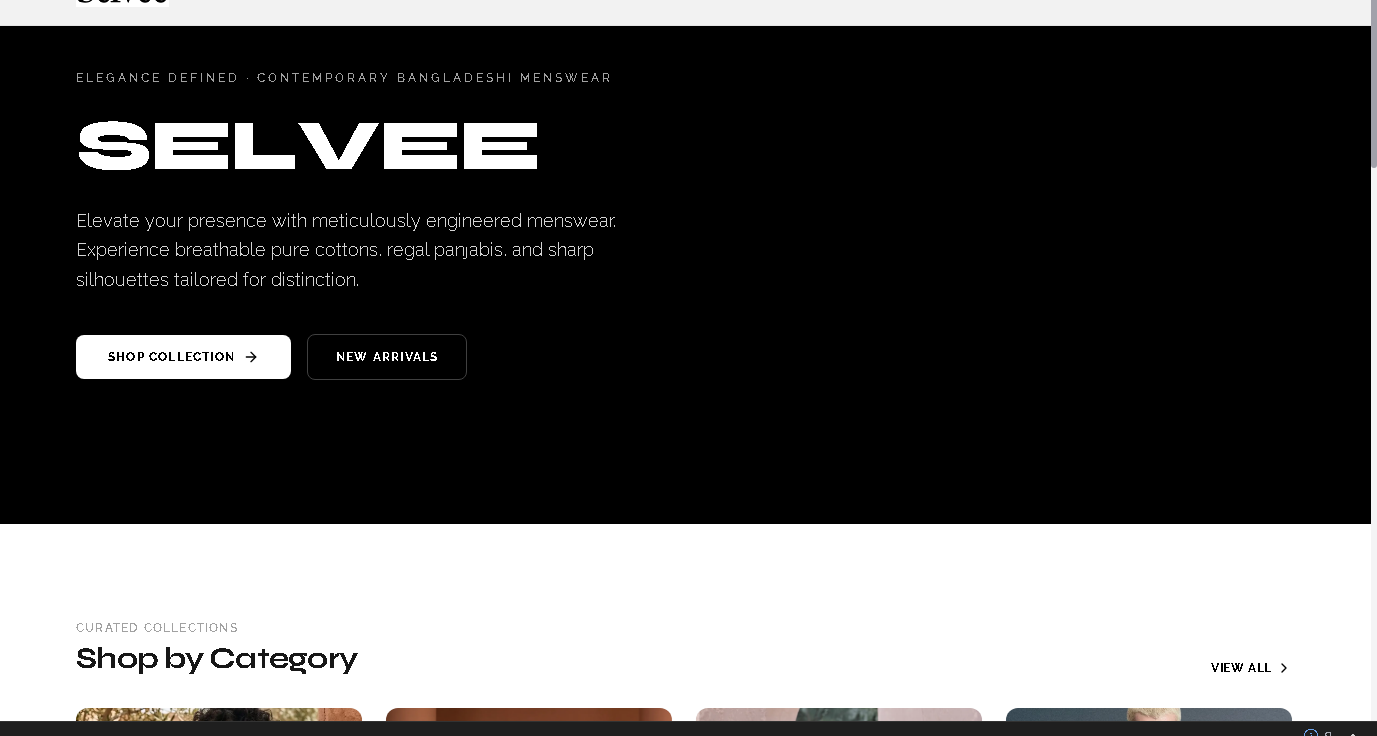 ELEGANCE DEFINED · CONTEMPORARY BANGLADESHI MENSWEAR
SELVEE
Elevate your presence with meticulously engineered menswear.
Experience breathable pure cottons, regal panjabis, and sharp
silhouettes tailored for distinction.
SHOP COLLECTION →
NEW ARRIVALS
CURATED COLLECTIONS
Shop by Category
VIEW ALL >